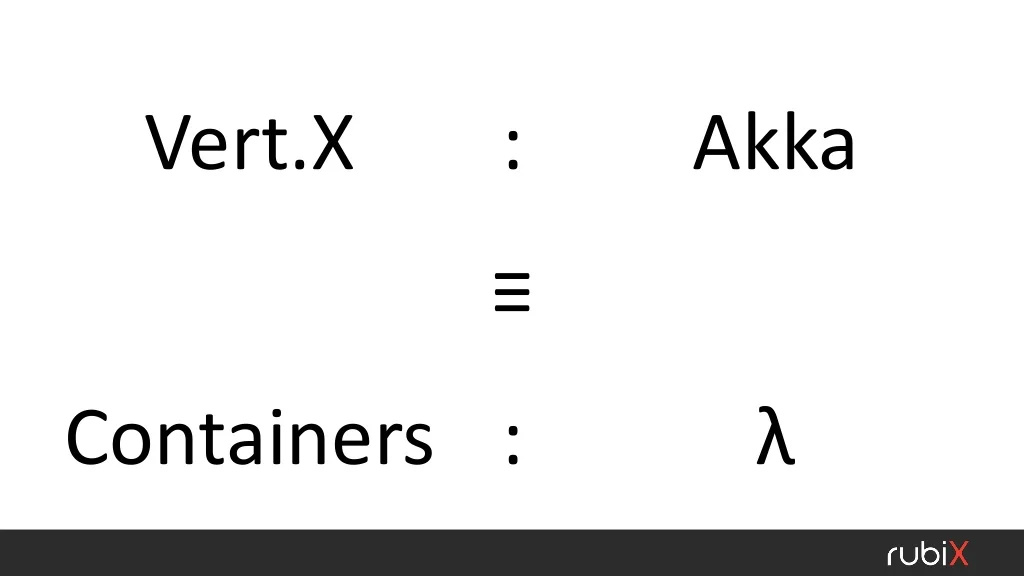 Vert.X : Akka
≡
Containers : λ
rubiX